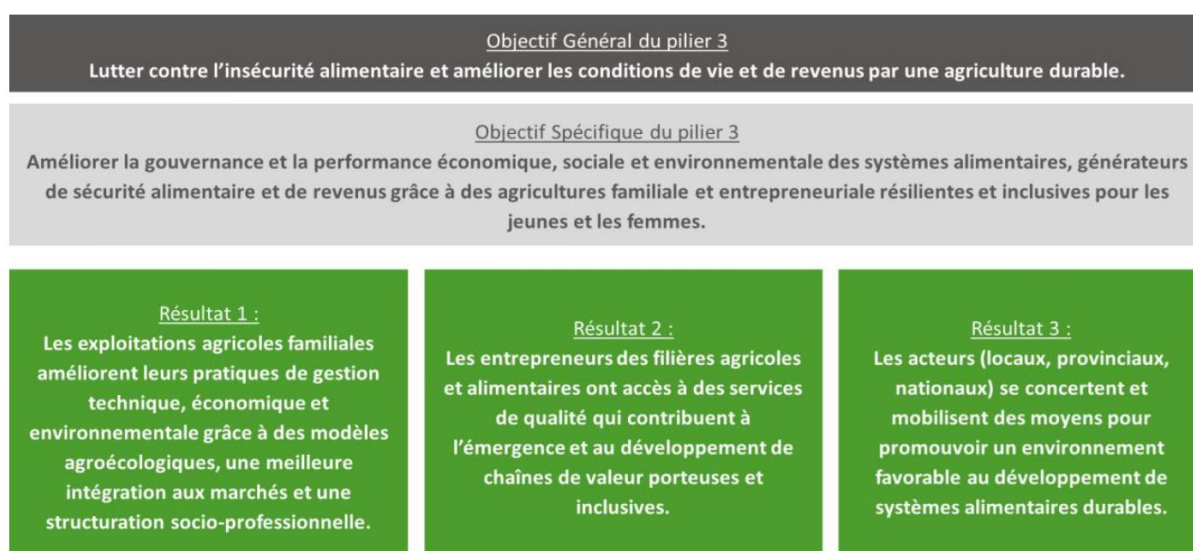 Objectif Général du pilier 3
Lutter contre l’insécurité alimentaire et améliorer les conditions de vie et de revenus par une agriculture durable.
Objectif Spécifique du pilier 3
Améliorer la gouvernance et la performance économique, sociale et environnementale des systèmes alimentaires, générateurs
de sécurité alimentaire et de revenus grâce à des agricultures familiale et entrepreneuriale résilientes et inclusives pour les
jeunes et les femmes.
Résultat 1 :
Les exploitations agricoles familiales
améliorent leurs pratiques de gestion
technique, économique et
environnementale grâce à des modèles
agroécologiques, une meilleure
intégration aux marchés et une
structuration socio-professionnelle.
Résultat 2 :
Les entrepreneurs des filières agricoles
et alimentaires ont accès à des services
de qualité qui contribuent à
l’émergence et au développement de
chaînes de valeur porteuses et
inclusives.
Résultat 3 :
Les acteurs (locaux, provinciaux,
nationaux) se concertent et
mobilisent des moyens pour
promouvoir un environnement
favorable au développement de
systèmes alimentaires durables.